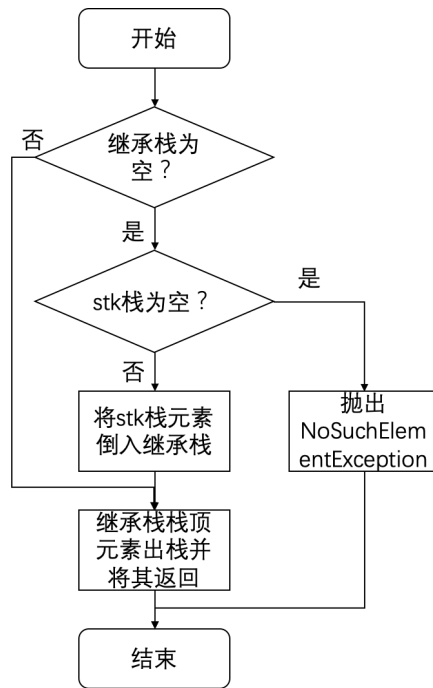 开始
否
继承栈为
空？
是
stk栈为空？
是
否
将stk栈元素
倒入继承栈
抛出
NoSuchElem
entException
继承栈栈顶
元素出栈并
将其返回
结束